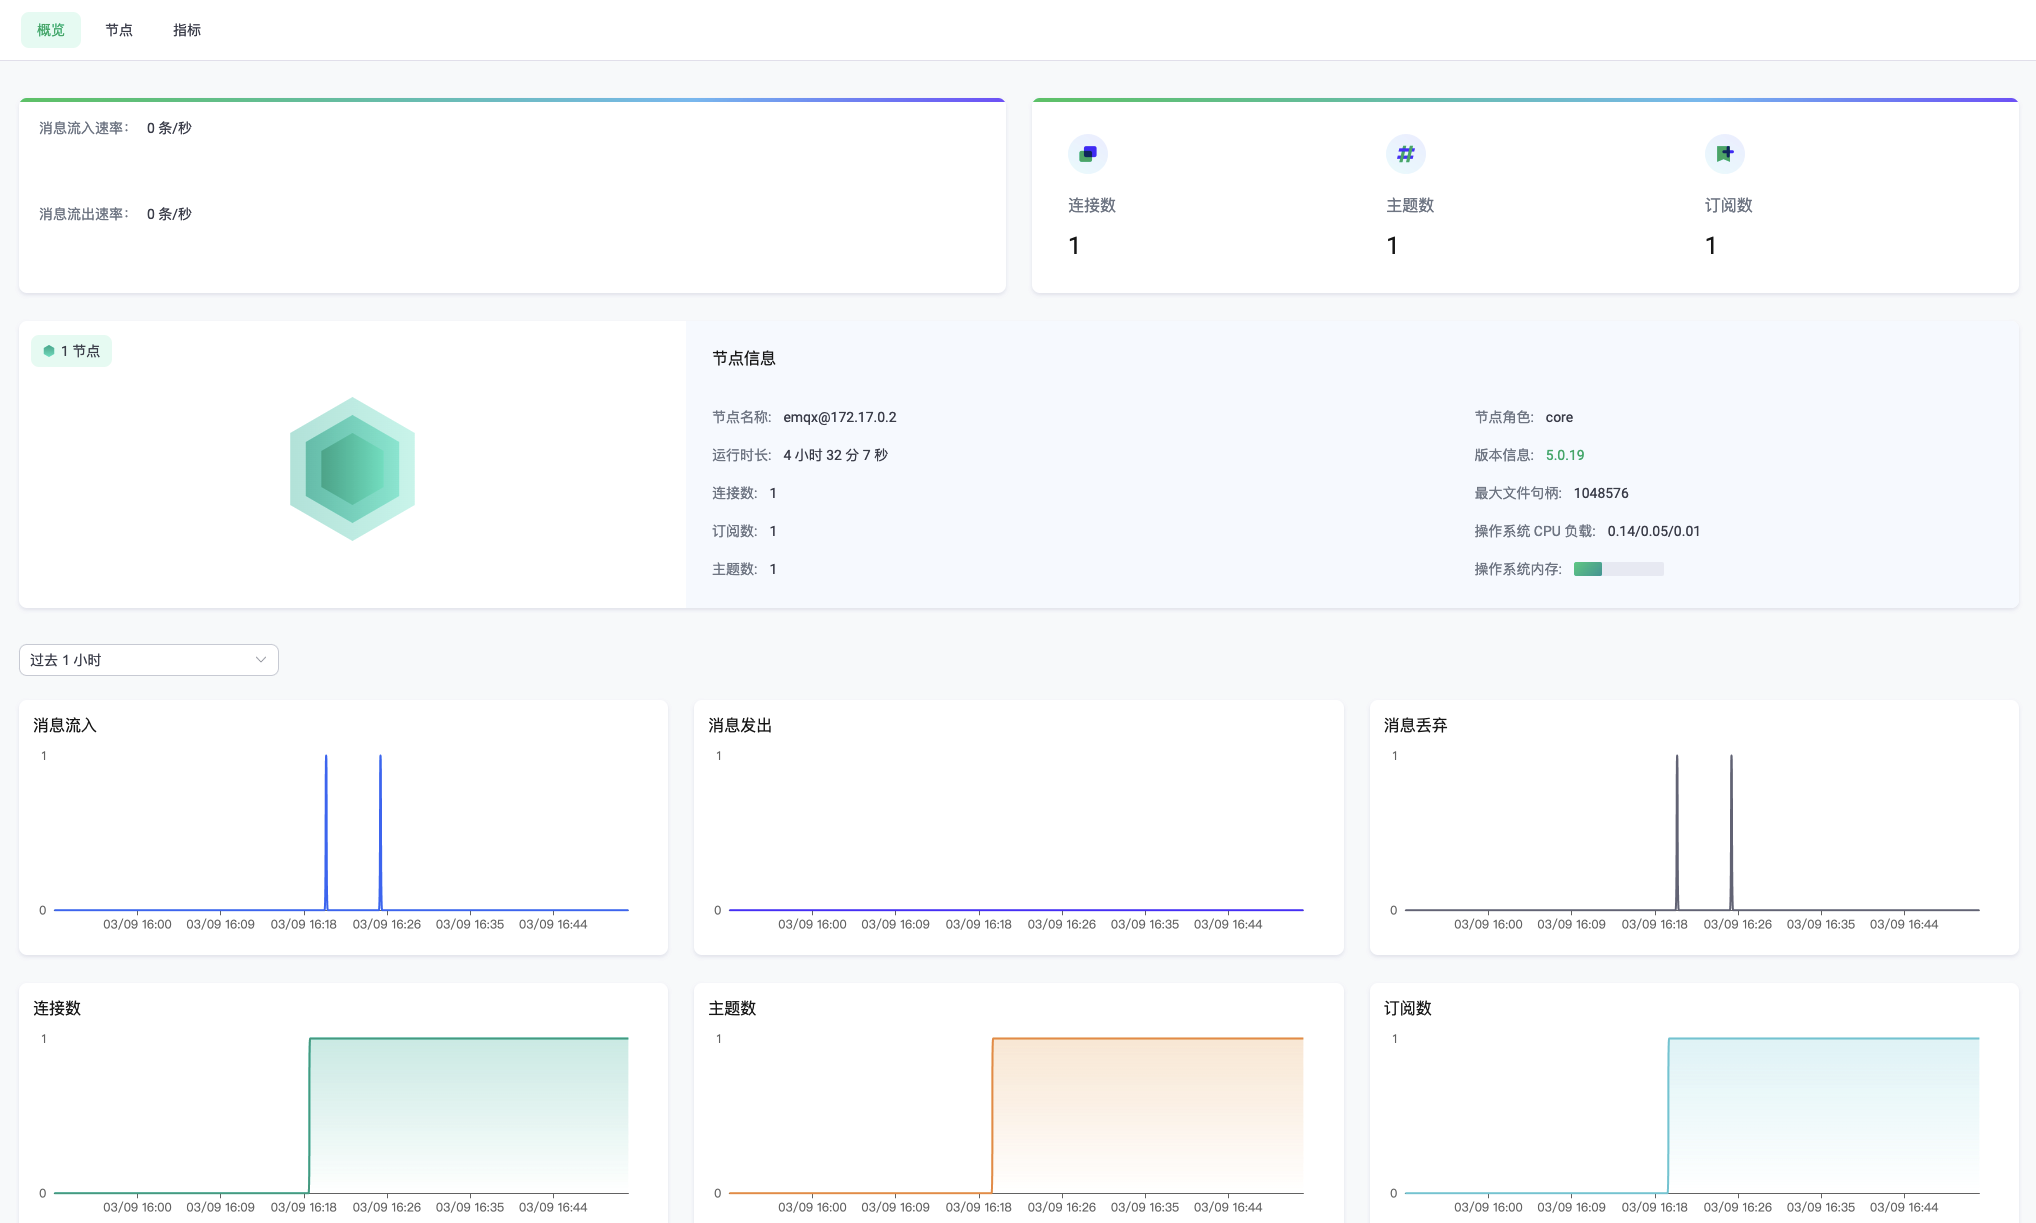 概览 节点 指标
消息流入速率： 0 条/秒
消息流出速率： 0 条/秒
连接数 主题数 订阅数
1 1 1
1 节点
节点信息
节点名称: emqx@172.17.0.2 节点角色: core
运行时长: 4 小时 32 分 7 秒 版本信息: 5.0.19
连接数: 1 最大文件句柄: 1048576
订阅数: 1 操作系统 CPU 负载: 0.14/0.05/0.01
主题数: 1 操作系统内存:
过去 1 小时
消息流入
1
0
03/09 16:00 03/09 16:09 03/09 16:18 03/09 16:26 03/09 16:35 03/09 16:44
消息发出
1
0
03/09 16:00 03/09 16:09 03/09 16:18 03/09 16:26 03/09 16:35 03/09 16:44
消息丢弃
1
0
03/09 16:00 03/09 16:09 03/09 16:18 03/09 16:26 03/09 16:35 03/09 16:44
连接数
1
0
03/09 16:00 03/09 16:09 03/09 16:18 03/09 16:26 03/09 16:35 03/09 16:44
主题数
1
0
03/09 16:00 03/09 16:09 03/09 16:18 03/09 16:26 03/09 16:35 03/09 16:44
订阅数
1
0
03/09 16:00 03/09 16:09 03/09 16:18 03/09 16:26 03/09 16:35 03/09 16:44